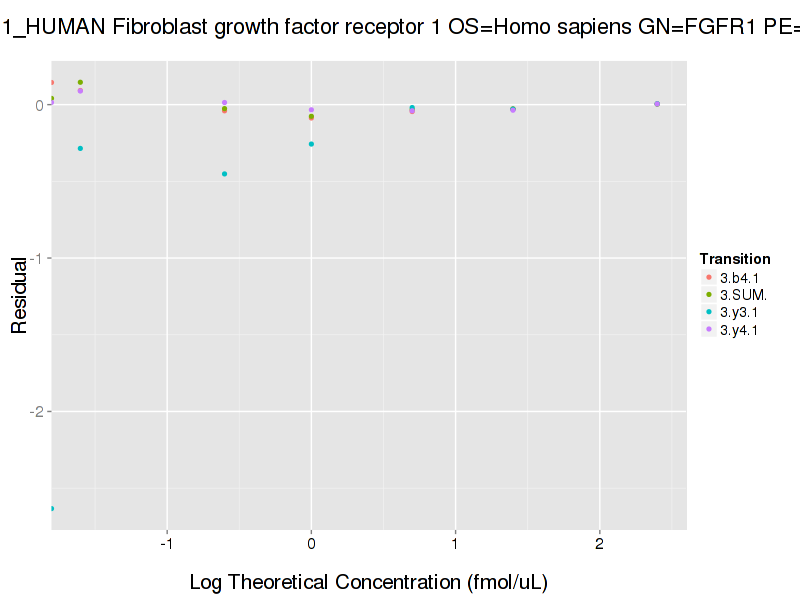 1_HUMAN Fibroblast growth factor receptor 1 OS=Homo sapiens GN=FGFR1 PE=
0
-1
-2
Residual
-1 0 1 2
Log Theoretical Concentration (fmol/uL)
Transition
3.b4.1
3.SUM.
3.y3.1
3.y4.1